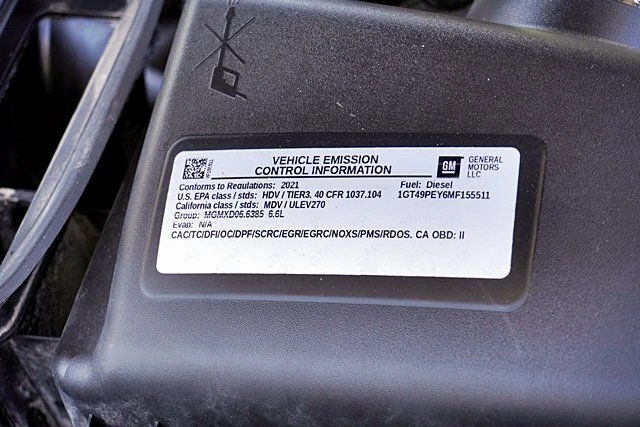 VEHICLE EMISSION
CONTROL INFORMATION
GM
GENERAL
MOTORS
LLC
Conforms to Regulations: 2021
Fuel: Diesel
U.S. EPA class / stds: HDV / TIER3. 40 CFR 1037.104
1GT49PEY6MF155511
California class / stds: MDV / ULEV270
Group: MGMXD06.6385 6.6L
Evap: N/A
CAC/TC/DFI/OC/DPF/SCRC/EGR/EGRC/NOXS/PMS/RDOS. CA OBD: II